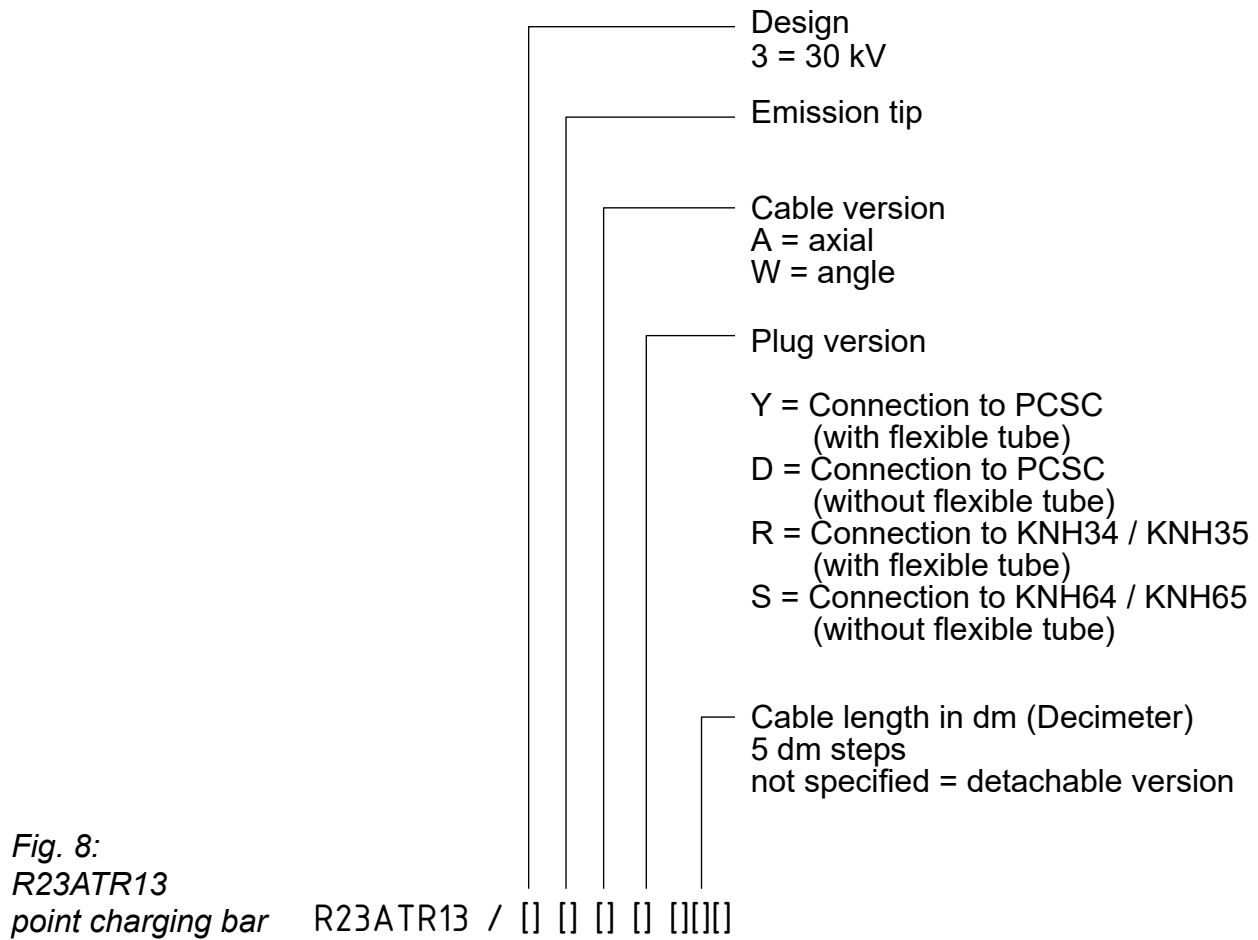 Design
3 = 30 kV
Emission tip
Cable version
A = axial
W = angle
Plug version
Y = Connection to PCSC
(with flexible tube)
D = Connection to PCSC
(without flexible tube)
R = Connection to KNH34 / KNH35
(with flexible tube)
S = Connection to KNH64 / KNH65
(without flexible tube)
Cable length in dm (Decimeter)
5 dm steps
not specified = detachable version
Fig. 8:
R23ATR13
point charging bar
R23ATR13 / [] [] [] [] [][][]